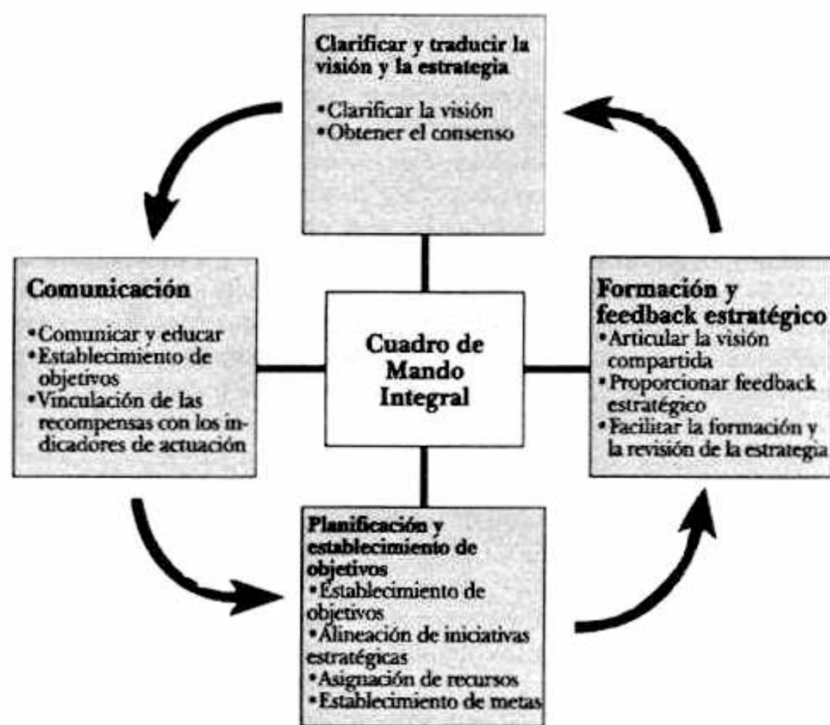 Clarificar y traducir la
visión y la estrategia
•Clarificar la visión
•Obtener el consenso
Comunicación
•Comunicar y educar
•Establecimiento de
objetivos
•Vinculación de las
recompensas con los in-
dicadores de actuación
Cuadro de
Mando
Integral
Formación y
feedback estratégico
•Articular la visión
compartida
•Proporcionar feedback
estratégico
•Facilitar la formación y
la revisión de la estrategia
Planificación y
establecimiento de
objetivos
•Establecimiento de
objetivos
•Alineación de iniciativas
estratégicas
•Asignación de recursos
•Establecimiento de metas